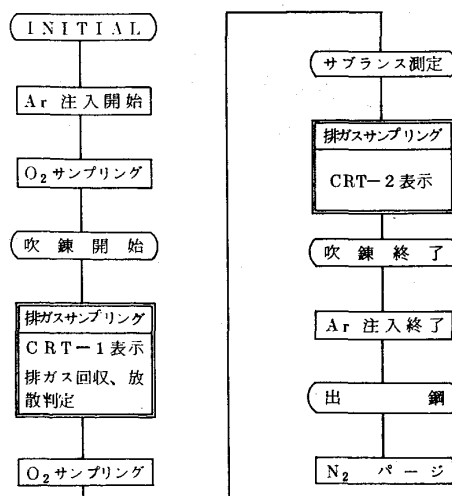 INITIAL
Ar 注入開始
O₂サンプリング
吹錬開始
排ガスサンプリング
CRT－1表示
排ガス回収、放
散判定
O₂サンプリング
サブランス測定
排ガスサンプリング
CRT－2表示
吹錬終了
Ar 注入終了
出鋼
N₂ パージ